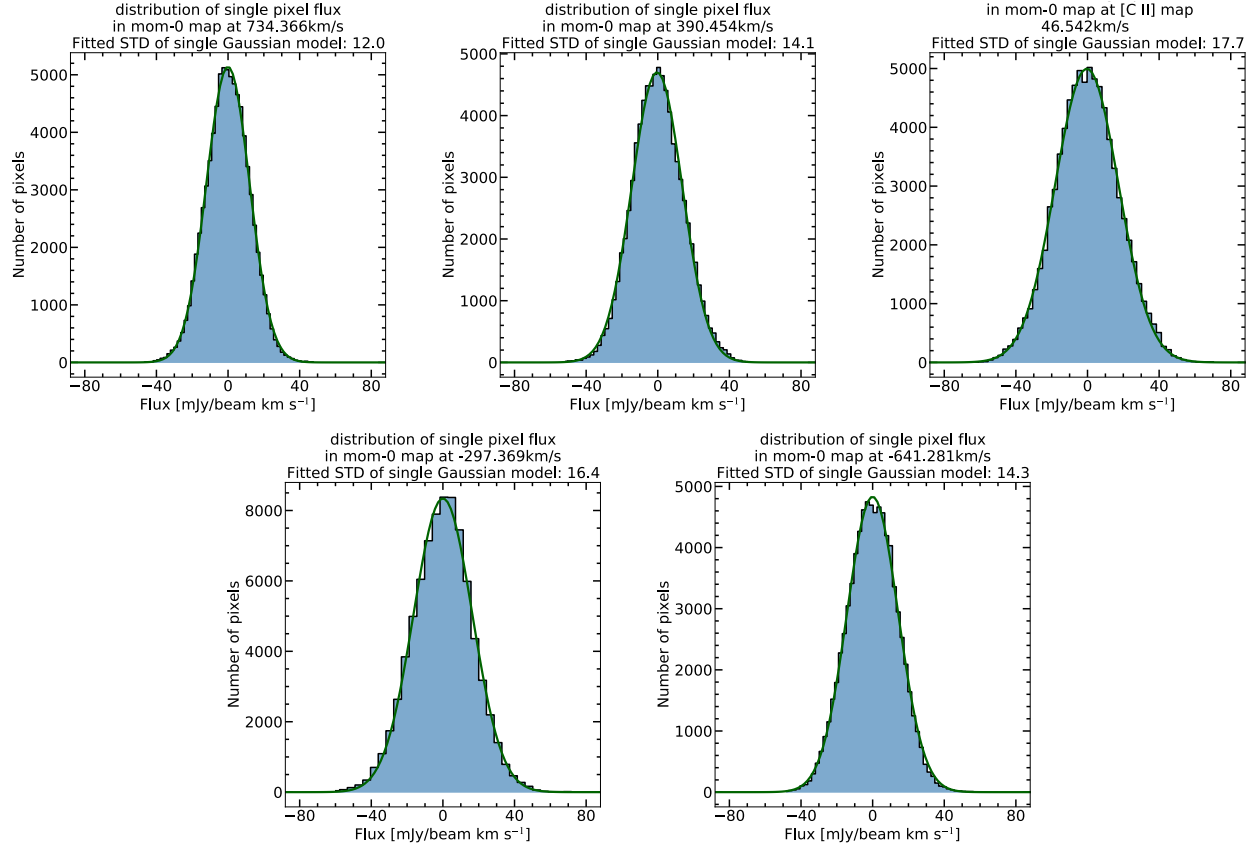 distribution of single pixel flux
in mom-0 map at 734.366km/s
Fitted STD of single Gaussian model: 12.0
5000
4000
3000
2000
1000
0
Number of pixels
−80 −40 0 40 80
Flux [mJy/beam km s⁻¹]
distribution of single pixel flux
in mom-0 map at 390.454km/s
Fitted STD of single Gaussian model: 14.1
5000
4000
3000
2000
1000
0
Number of pixels
−80 −40 0 40 80
Flux [mJy/beam km s⁻¹]
in mom-0 map at [C II] map
46.542km/s
Fitted STD of single Gaussian model: 17.7
5000
4000
3000
2000
1000
0
Number of pixels
−80 −40 0 40 80
Flux [mJy/beam km s⁻¹]
distribution of single pixel flux
in mom-0 map at -297.369km/s
Fitted STD of single Gaussian model: 16.4
8000
6000
4000
2000
0
Number of pixels
−80 −40 0 40 80
Flux [mJy/beam km s⁻¹]
distribution of single pixel flux
in mom-0 map at -641.281km/s
Fitted STD of single Gaussian model: 14.3
5000
4000
3000
2000
1000
0
Number of pixels
−80 −40 0 40 80
Flux [mJy/beam km s⁻¹]